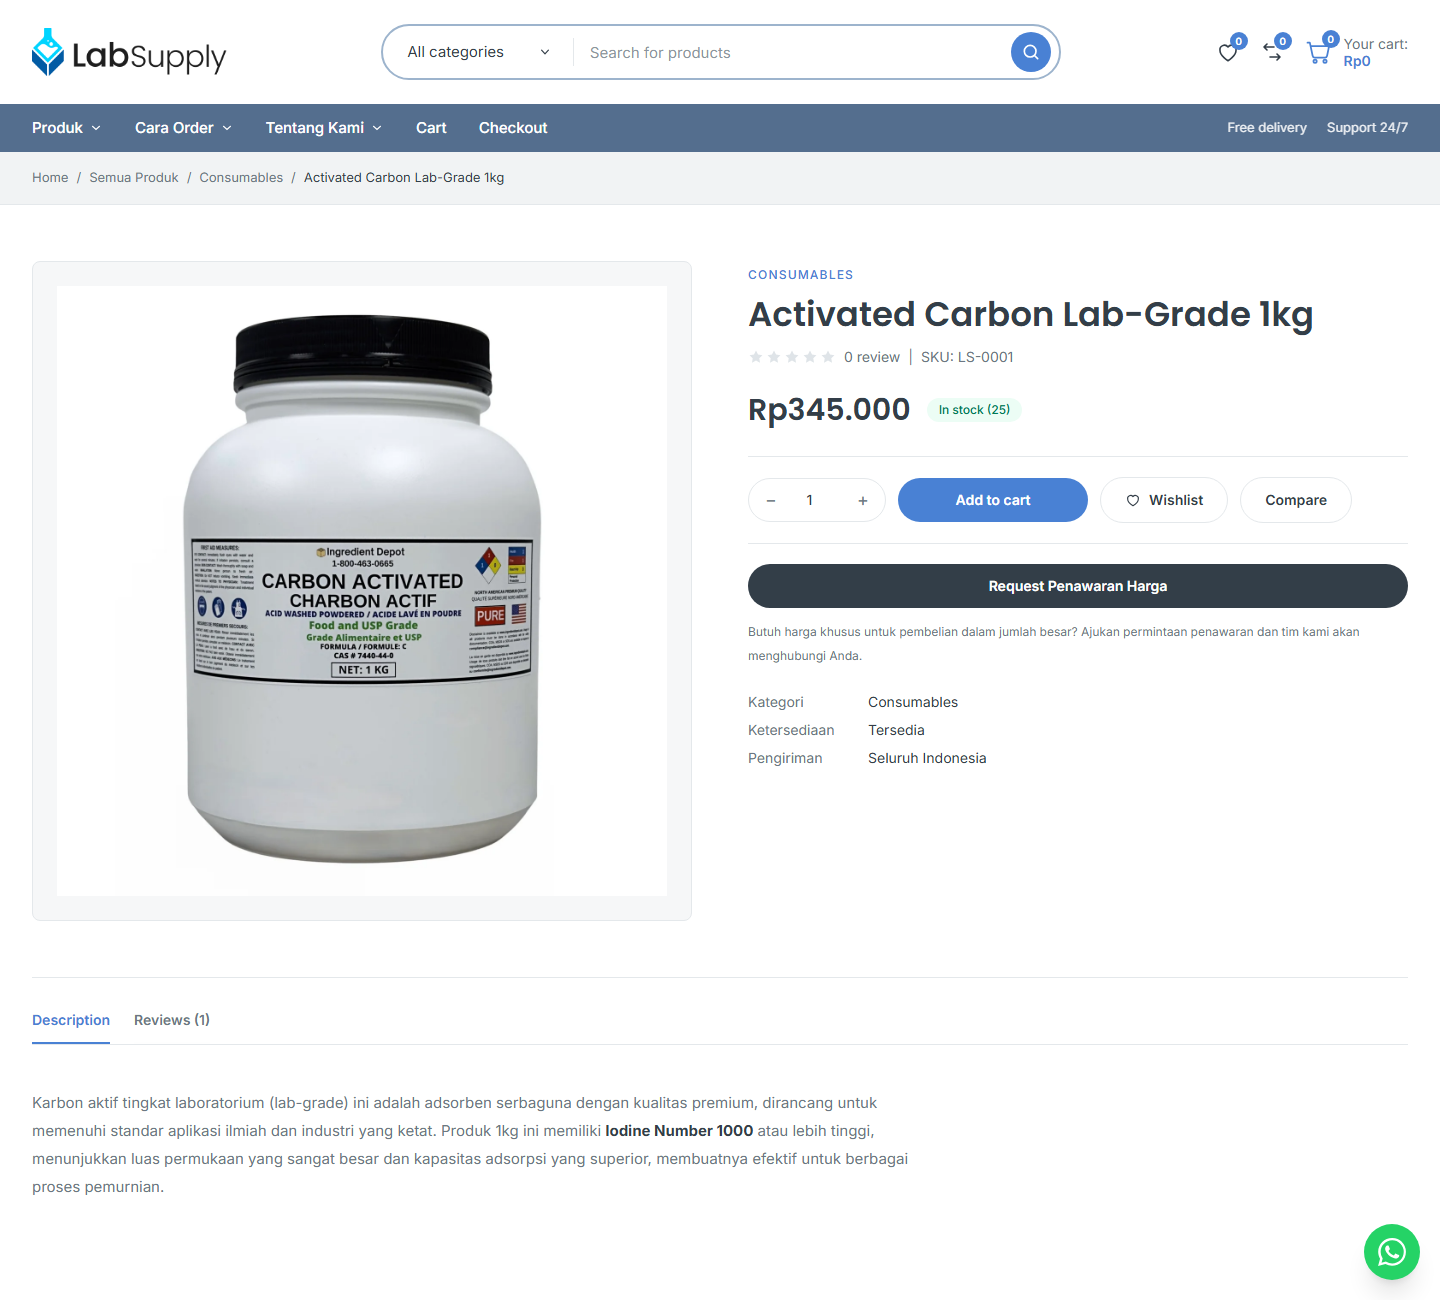 LabSupply
All categories
Search for products
0
0
0
Your cart:
Rp0
Produk
Cara Order
Tentang Kami
Cart
Checkout
Free delivery
Support 24/7
Home / Semua Produk / Consumables / Activated Carbon Lab-Grade 1kg
CONSUMABLES
Activated Carbon Lab-Grade 1kg
0 review | SKU: LS-0001
Rp345.000
In stock (25)
− 1 +
Add to cart
Wishlist
Compare
Request Penawaran Harga
Butuh harga khusus untuk pembelian dalam jumlah besar? Ajukan permintaan penawaran dan tim kami akan
menghubungi Anda.
Kategori Consumables
Ketersediaan Tersedia
Pengiriman Seluruh Indonesia
FIRST AID MEASURES:
Ingredient Depot
1-800-463-0665
CARBON ACTIVATED
CHARBON ACTIF
ACID WASHED POWDERED / ACIDE LAVÉ EN POUDRE
Food and USP Grade
Grade Alimentaire et USP
FORMULA / FORMULE: C
CAS # 7440-44-0
NET: 1 KG
PURE
Description
Reviews (1)
Karbon aktif tingkat laboratorium (lab-grade) ini adalah adsorben serbaguna dengan kualitas premium, dirancang untuk
memenuhi standar aplikasi ilmiah dan industri yang ketat. Produk 1kg ini memiliki Iodine Number 1000 atau lebih tinggi,
menunjukkan luas permukaan yang sangat besar dan kapasitas adsorpsi yang superior, membuatnya efektif untuk berbagai
proses pemurnian.